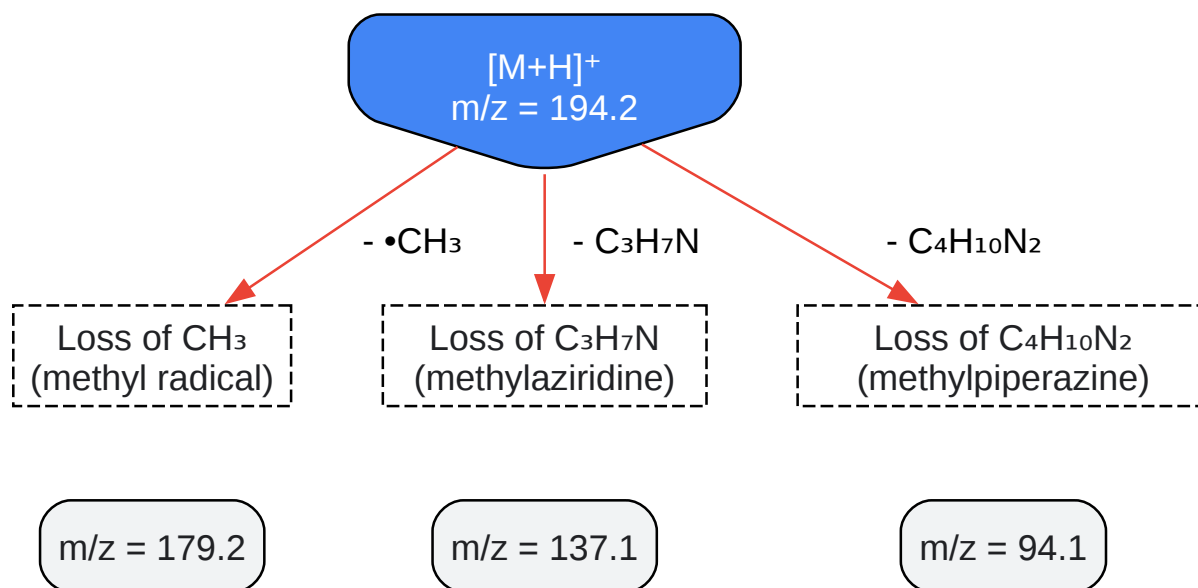 [M+H]⁺
m/z = 194.2
- •CH₃
- C₃H₇N
- C₄H₁₀N₂
Loss of CH₃
(methyl radical)
Loss of C₃H₇N
(methylaziridine)
Loss of C₄H₁₀N₂
(methylpiperazine)
m/z = 179.2
m/z = 137.1
m/z = 94.1